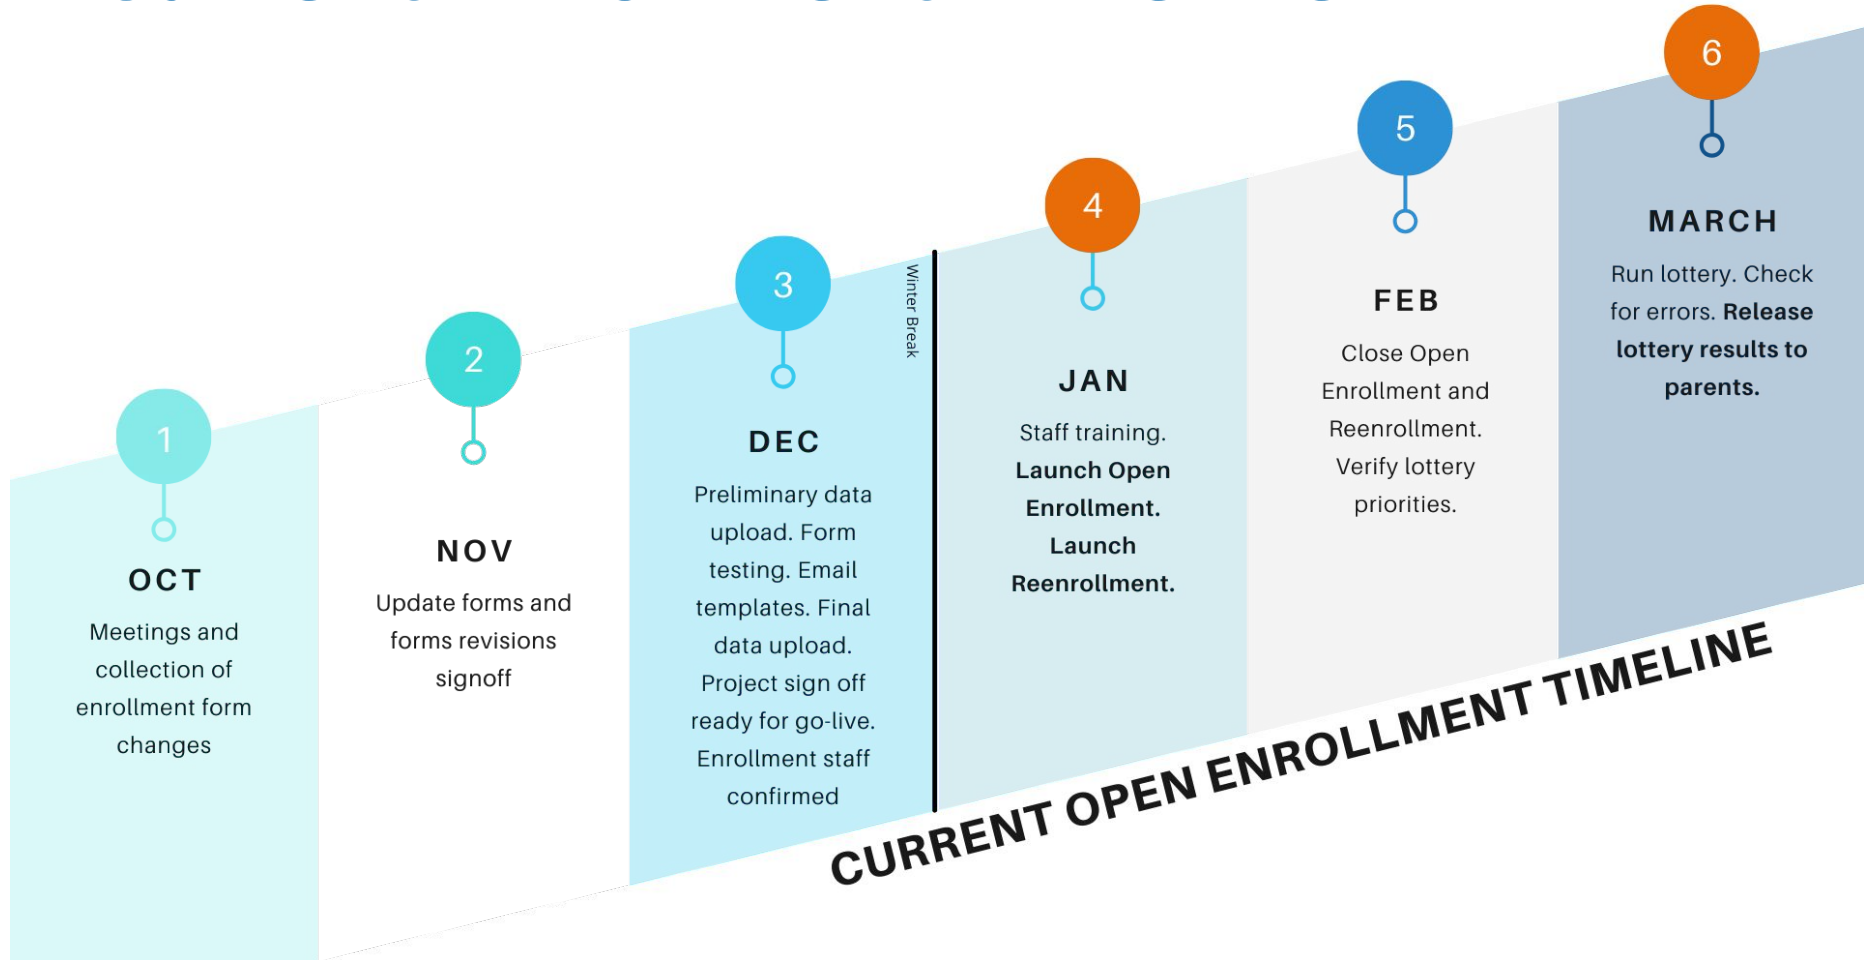 1
OCT
Meetings and
collection of
enrollment form
changes
2
NOV
Update forms and
forms revisions
signoff
3
DEC
Preliminary data
upload. Form
testing. Email
templates. Final
data upload.
Project sign off
ready for go-live.
Enrollment staff
confirmed
Winter Break
4
JAN
Staff training.
Launch Open
Enrollment.
Launch
Reenrollment.
5
FEB
Close Open
Enrollment and
Reenrollment.
Verify lottery
priorities.
6
MARCH
Run lottery. Check
for errors. Release
lottery results to
parents.
CURRENT OPEN ENROLLMENT TIMELINE